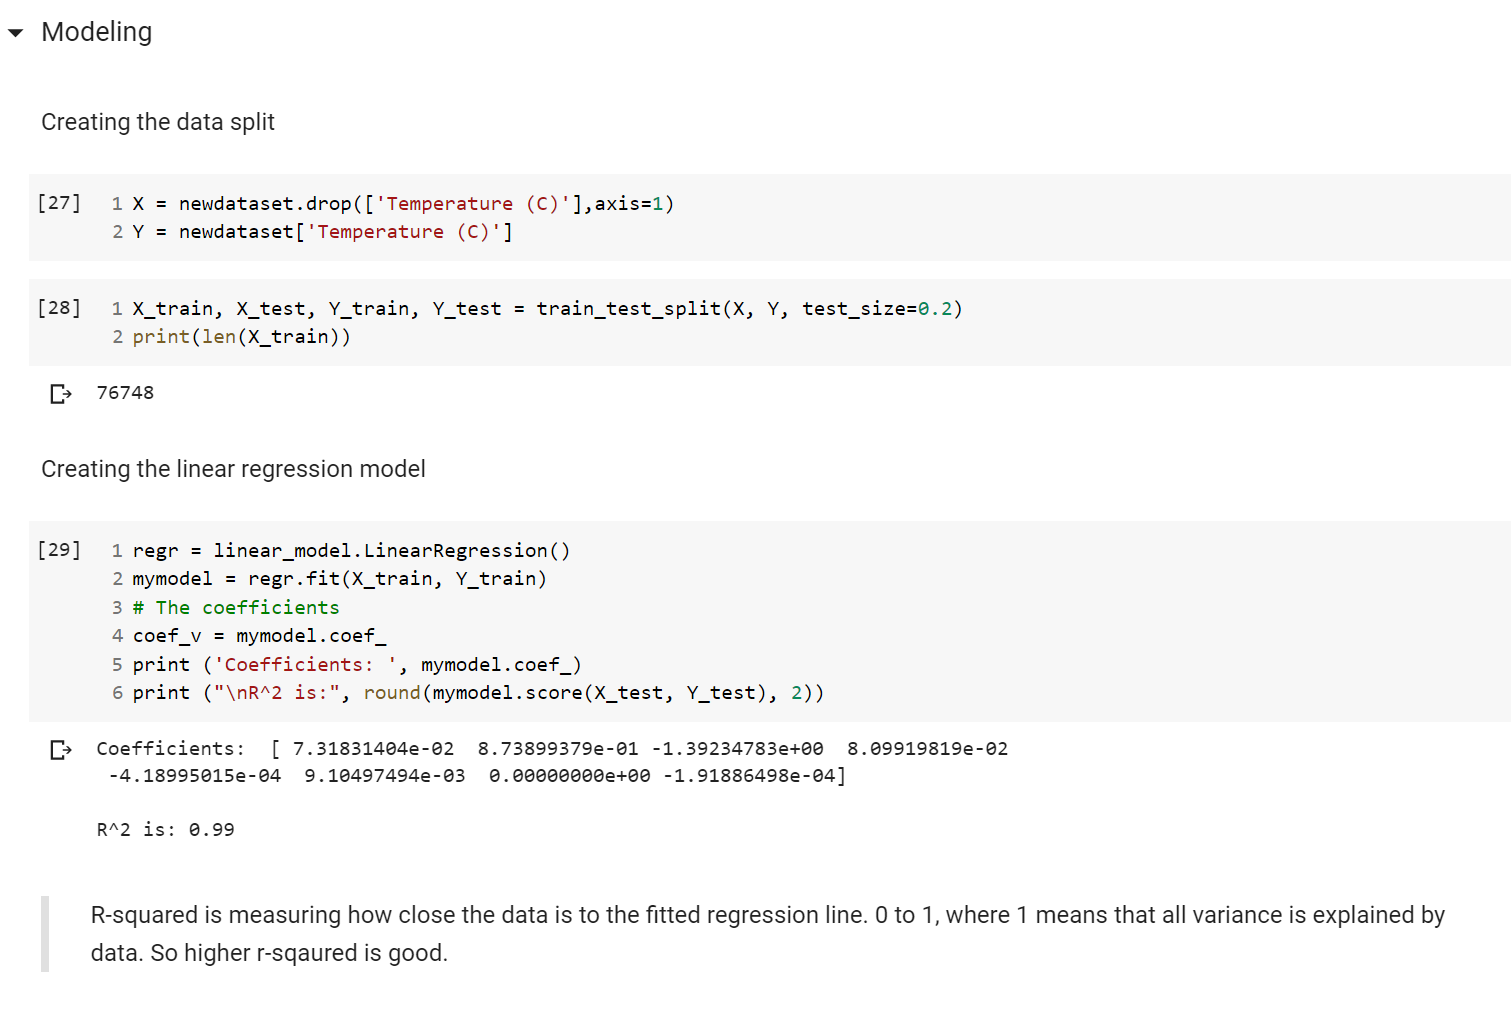 Modeling
Creating the data split
[27] 1 X = newdataset.drop(['Temperature (C)'],axis=1)
2 Y = newdataset['Temperature (C)']
[28] 1 X_train, X_test, Y_train, Y_test = train_test_split(X, Y, test_size=0.2)
2 print(len(X_train))
76748
Creating the linear regression model
[29] 1 regr = linear_model.LinearRegression()
2 mymodel = regr.fit(X_train, Y_train)
3 # The coefficients
4 coef_v = mymodel.coef_
5 print ('Coefficients: ', mymodel.coef_)
6 print ("\nR^2 is:", round(mymodel.score(X_test, Y_test), 2))
Coefficients:  [ 7.31831404e-02  8.73899379e-01 -1.39234783e+00  8.09919819e-02
-4.18995015e-04  9.10497494e-03  0.00000000e+00 -1.91886498e-04]
R^2 is: 0.99
R-squared is measuring how close the data is to the fitted regression line. 0 to 1, where 1 means that all variance is explained by
data. So higher r-sqaured is good.